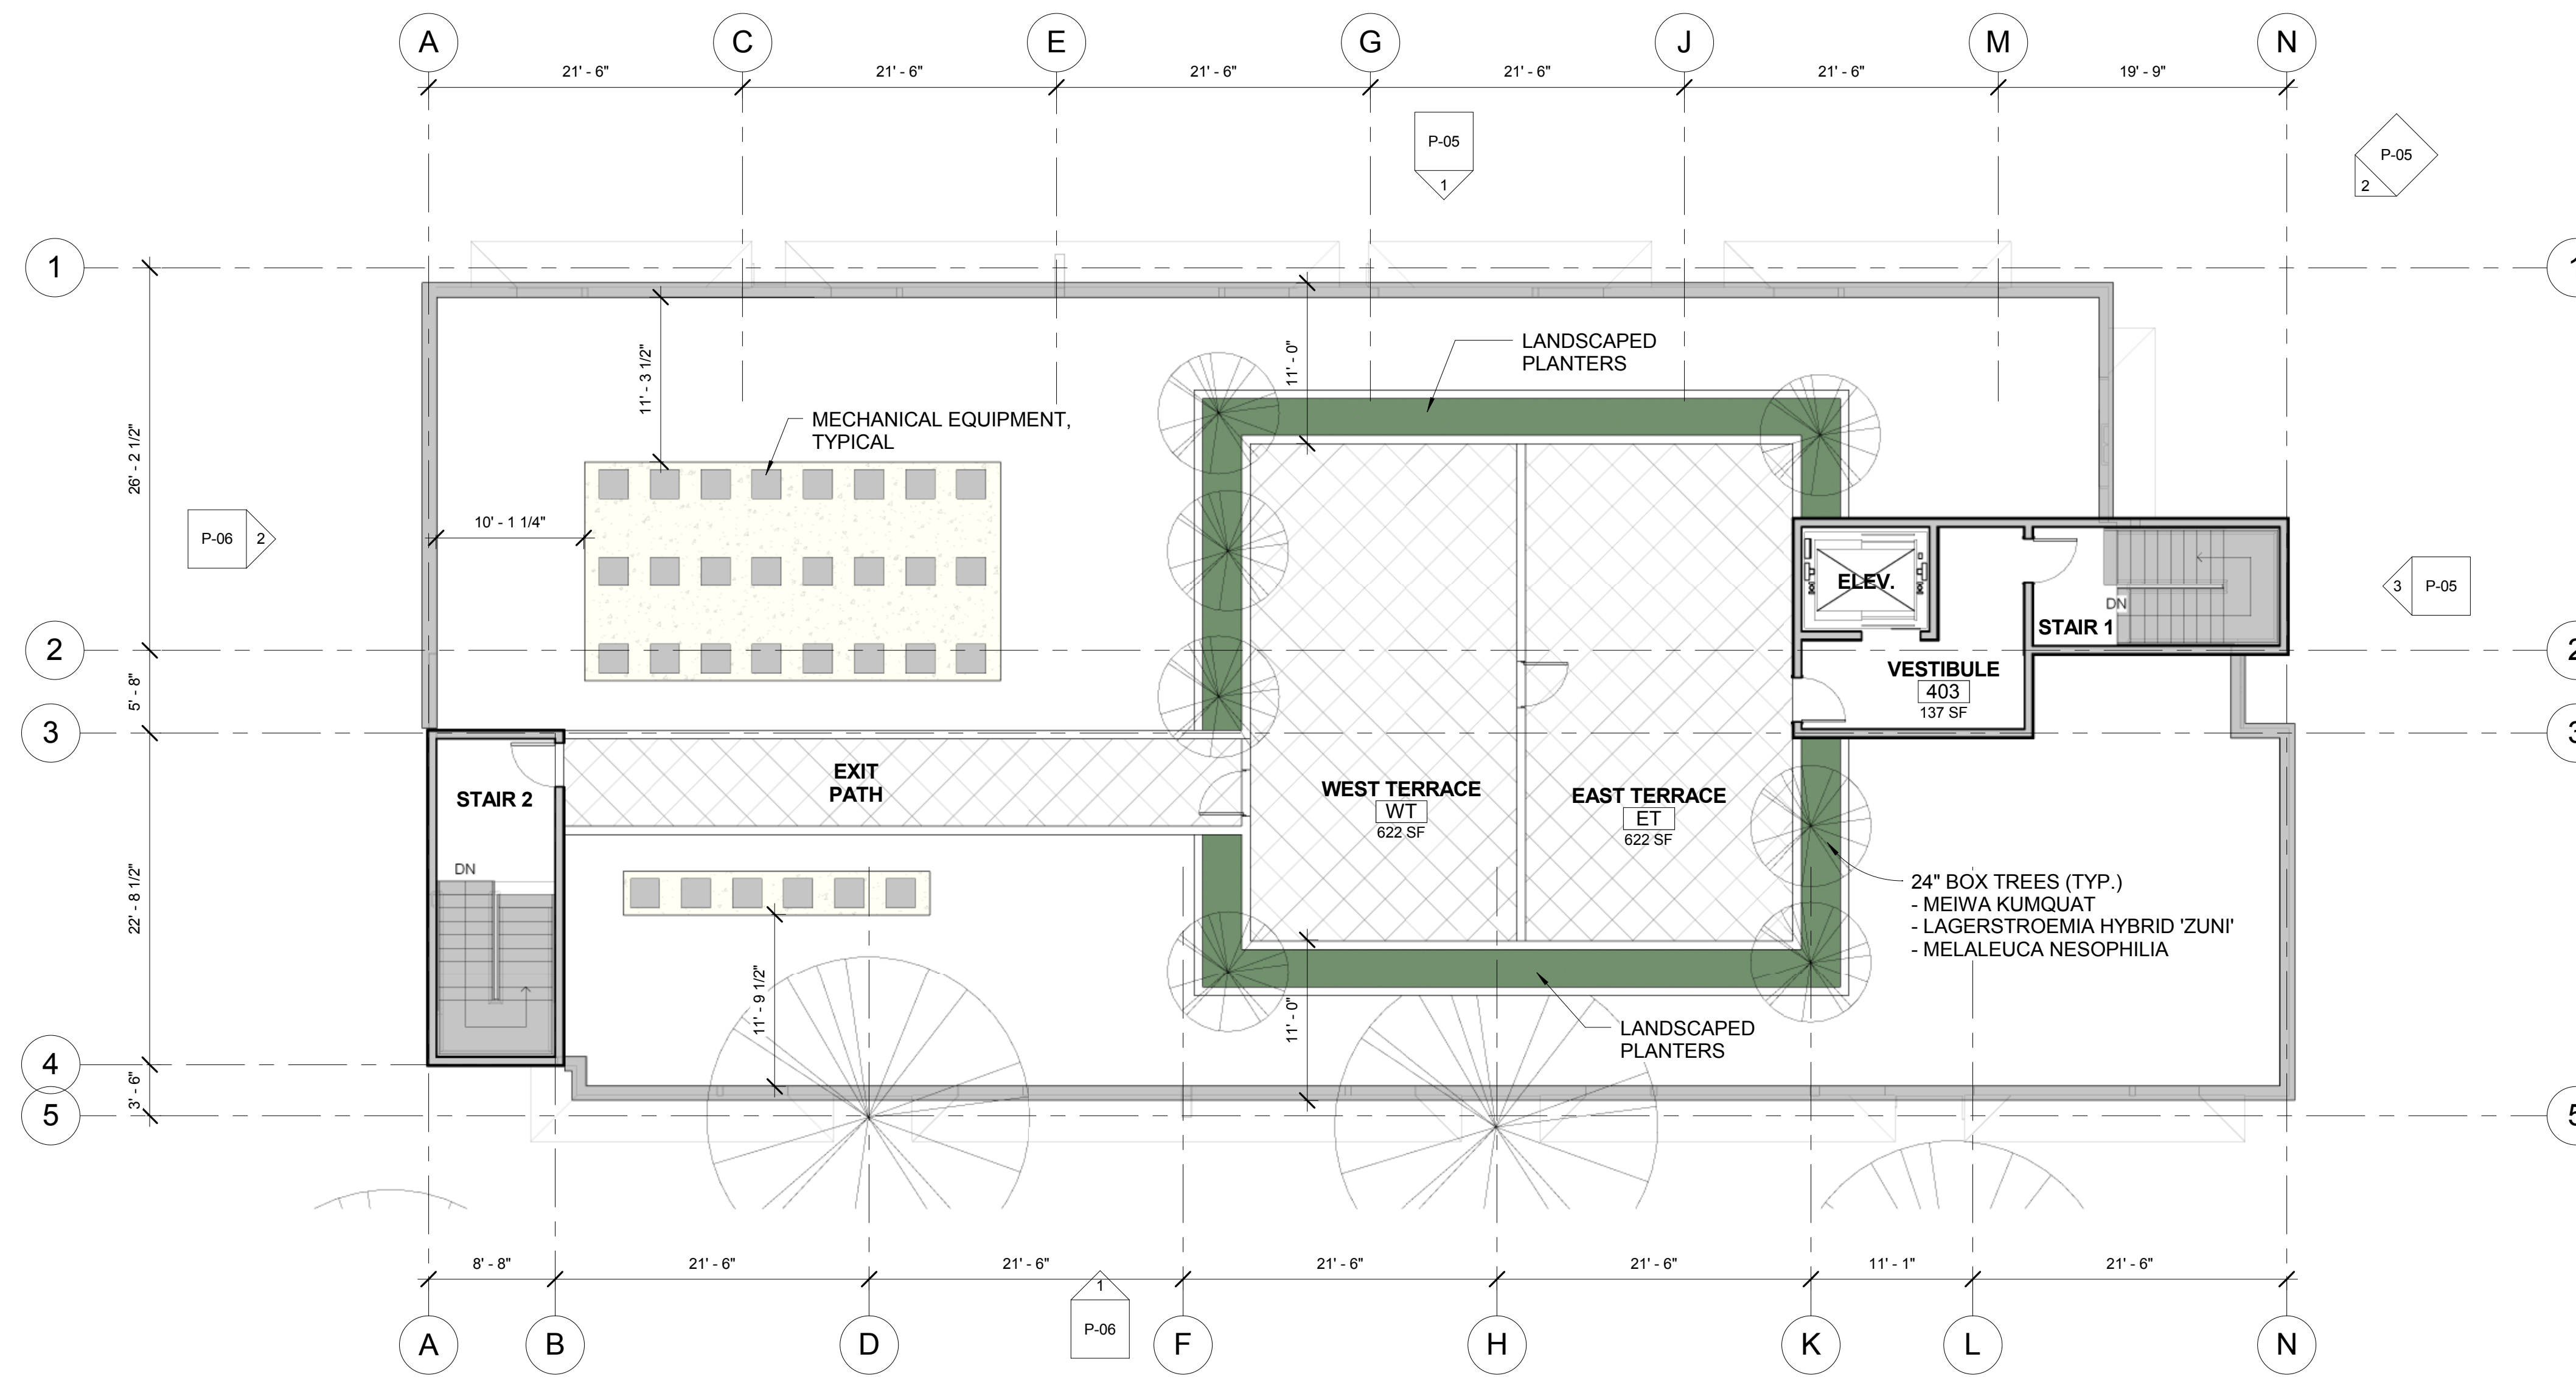 A
C
E
G
J
M
N
21' - 6"
21' - 6"
21' - 6"
21' - 6"
21' - 6"
19' - 9"
P-05
1
P-05
2
1
1
26' - 2 1/2"
11' - 3 1/2"
11' - 0"
LANDSCAPED
PLANTERS
MECHANICAL EQUIPMENT,
TYPICAL
10' - 1 1/4"
P-06
2
ELEV.
3
P-05
DN
STAIR 1
2
2
5' - 8"
VESTIBULE
403
137 SF
3
3
EXIT
PATH
STAIR 2
WEST TERRACE
WT
622 SF
EAST TERRACE
ET
622 SF
DN
22' - 8 1/2"
24" BOX TREES (TYP.)
- MEIWA KUMQUAT
- LAGERSTROEMIA HYBRID 'ZUNI'
- MELALEUCA NESOPHILIA
11' - 9 1/2"
11' - 0"
LANDSCAPED
PLANTERS
4
3' - 6"
5
5
8' - 8"
21' - 6"
21' - 6"
21' - 6"
21' - 6"
11' - 1"
21' - 6"
1
P-06
A
B
D
F
H
K
L
N